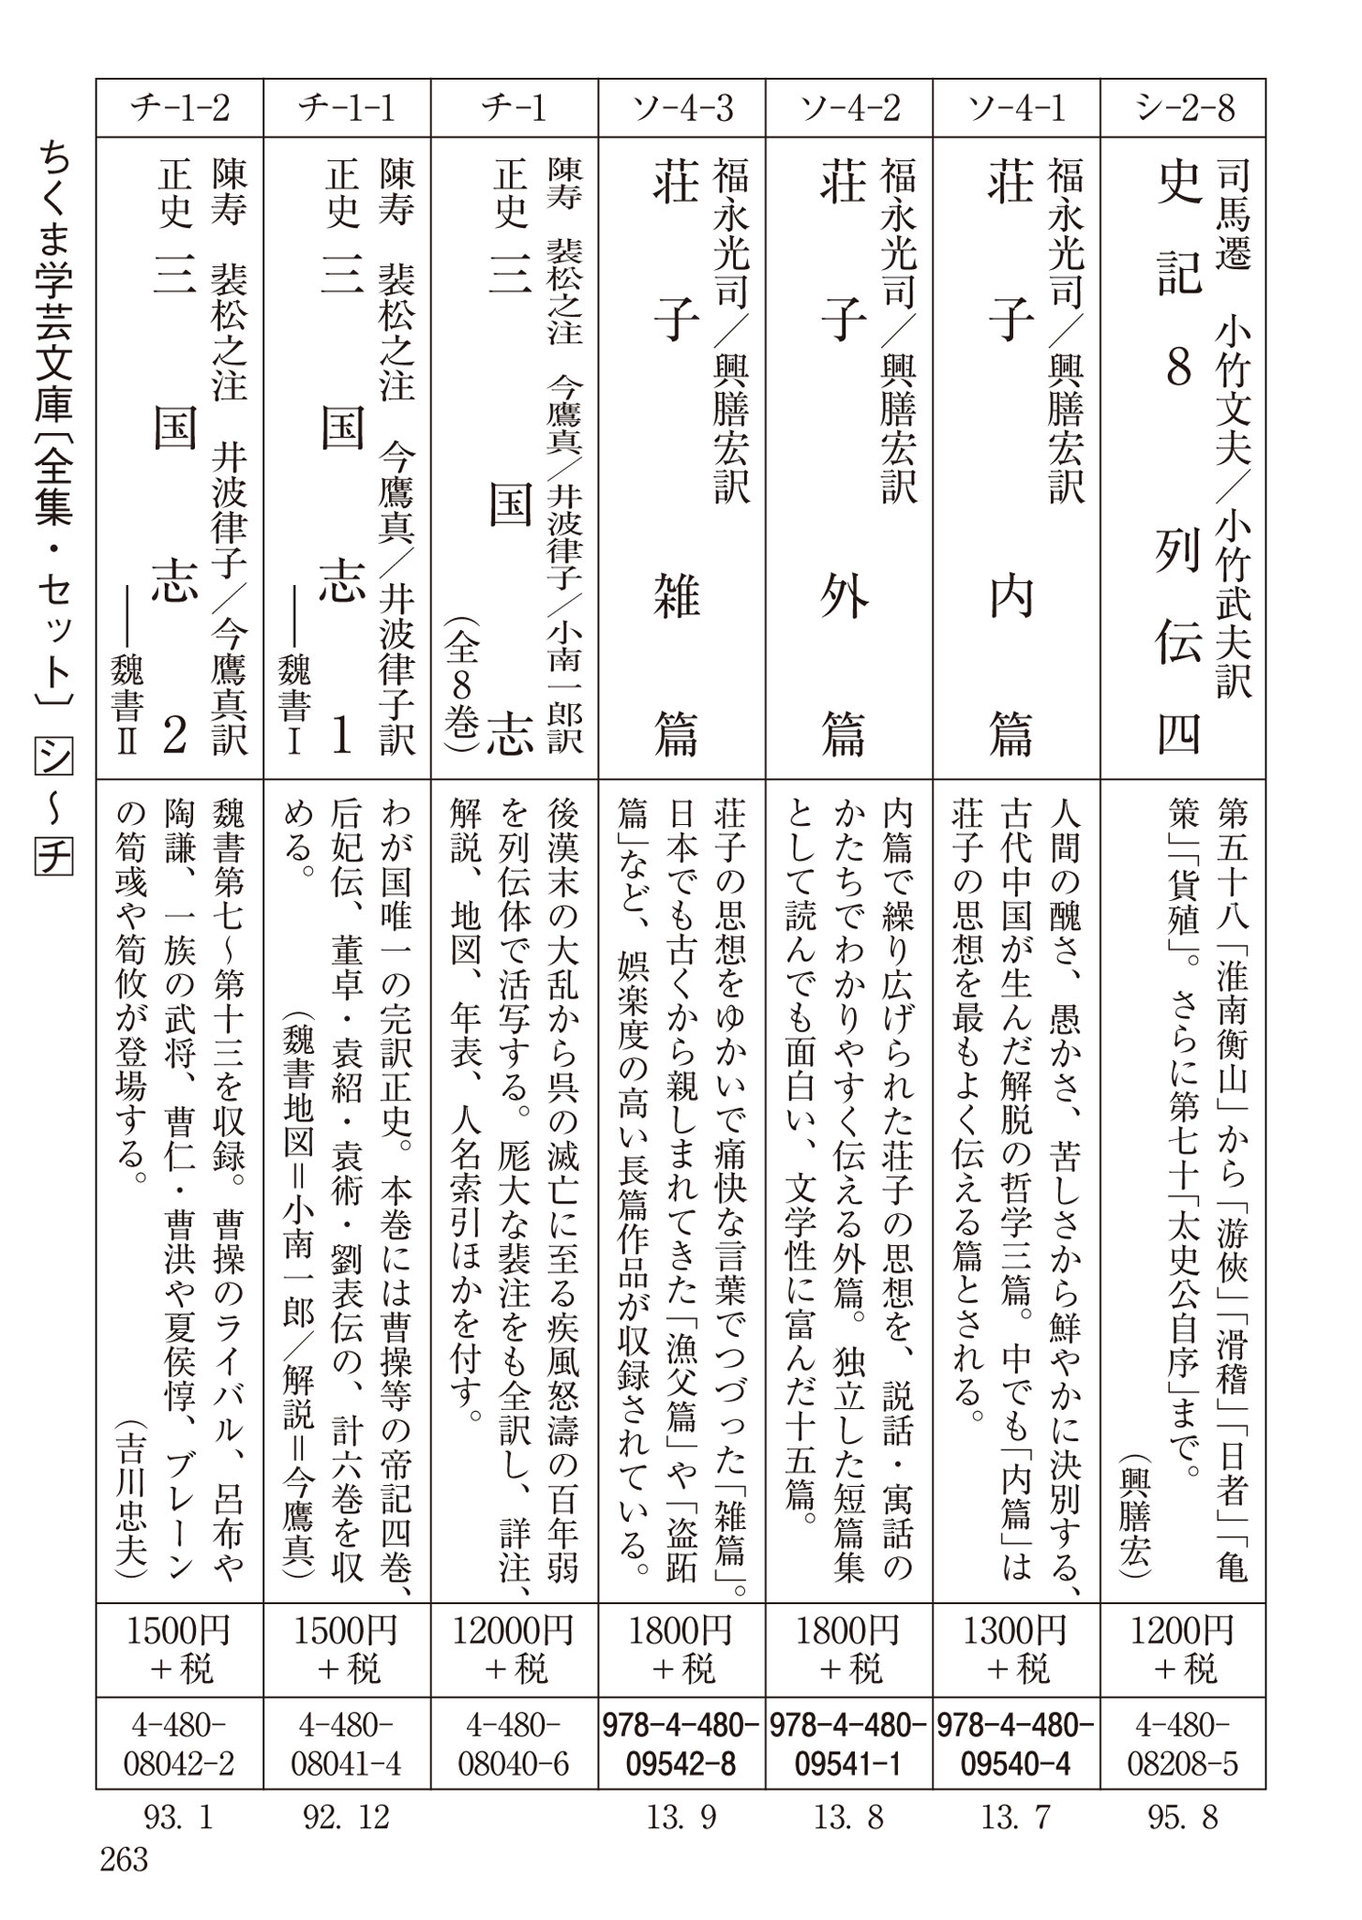 シ-2-8
司馬遷　小竹文夫／小竹武夫訳
史記 8 列伝四
第五十八「淮南衡山」から「游俠」「滑稽」「日者」「亀
策」「貨殖」。さらに第七十「太史公自序」まで。
（興膳宏）
1200円
＋税
4-480-
08208-5
95. 8
ソ-4-1
福永光司／興膳宏訳
荘子 内篇
人間の醜さ、愚かさ、苦しさから鮮やかに決別する、
古代中国が生んだ解脱の哲学三篇。中でも「内篇」は
荘子の思想を最もよく伝える篇とされる。
1300円
＋税
978-4-480-
09540-4
13. 7
ソ-4-2
福永光司／興膳宏訳
荘子 外篇
内篇で繰り広げられた荘子の思想を、説話・寓話の
かたちでわかりやすく伝える外篇。独立した短篇集
として読んでも面白い、文学性に富んだ十五篇。
1800円
＋税
978-4-480-
09541-1
13. 8
ソ-4-3
福永光司／興膳宏訳
荘子 雑篇
荘子の思想をゆかいで痛快な言葉でつづった「雑篇」。
日本でも古くから親しまれてきた「漁父篇」や「盗跖
篇」など、娯楽度の高い長篇作品が収録されている。
1800円
＋税
978-4-480-
09542-8
13. 9
チ-1
陳寿　裴松之注　今鷹真／井波律子／小南一郎訳
正史 三国志
（全8巻）
後漢末の大乱から呉の滅亡に至る疾風怒濤の百年弱
を列伝体で活写する。厖大な裴注をも全訳し、詳注、
解説、地図、年表、人名索引ほかを付す。
12000円
＋税
4-480-
08040-6
チ-1-1
陳寿　裴松之注　今鷹真／井波律子訳
正史 三国志 1
――魏書Ⅰ
わが国唯一の完訳正史。本巻には曹操等の帝記四巻、
后妃伝、董卓・袁紹・袁術・劉表伝の、計六巻を収
める。　（魏書地図＝小南一郎／解説＝今鷹真）
1500円
＋税
4-480-
08041-4
92. 12
チ-1-2
陳寿　裴松之注　井波律子／今鷹真訳
正史 三国志 2
――魏書Ⅱ
魏書第七～第十三を収録。曹操のライバル、呂布や
陶謙、一族の武将、曹仁・曹洪や夏侯惇、ブレーン
の荀彧や荀攸が登場する。　（吉川忠夫）
1500円
＋税
4-480-
08042-2
93. 1
ちくま学芸文庫〔全集・セット〕 シ～チ
263